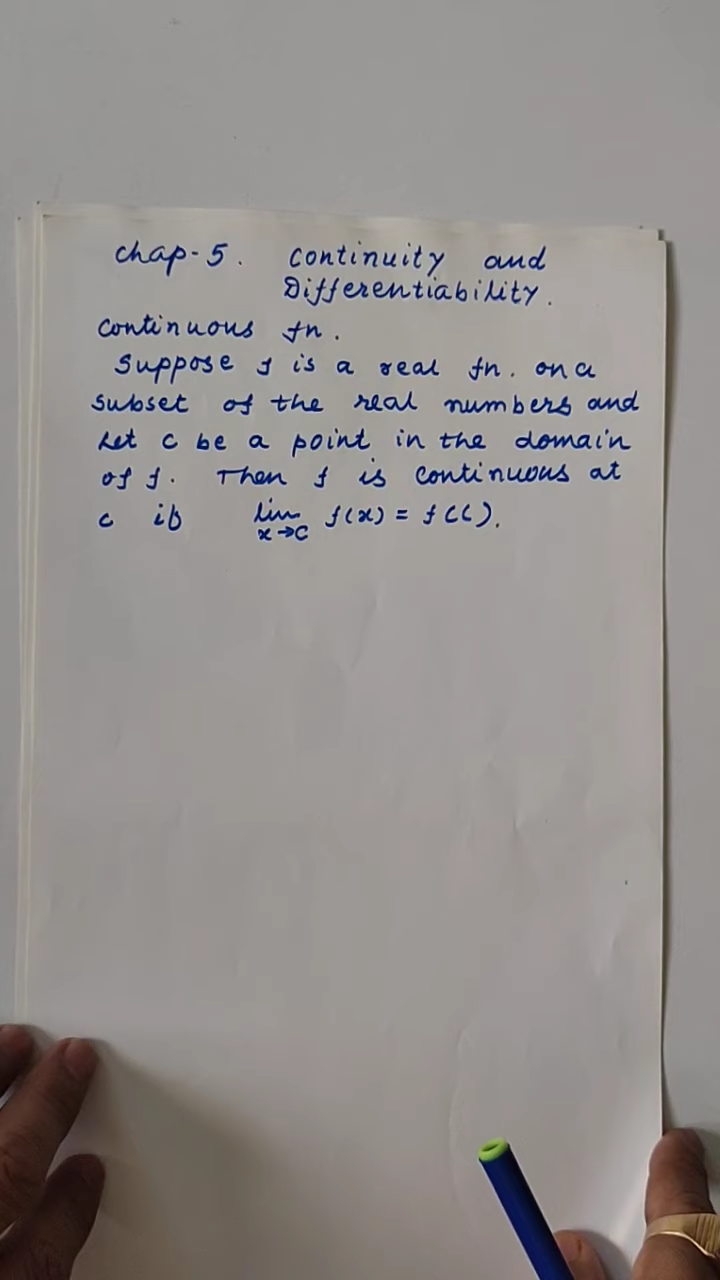 Chap-5. Continuity and
Differentiability.
Continuous fn.
Suppose f is a real fn. on a
subset of the real numbers and
let c be a point in the domain
of f. Then f is continuous at
c if lim x→c f(x) = f(c).